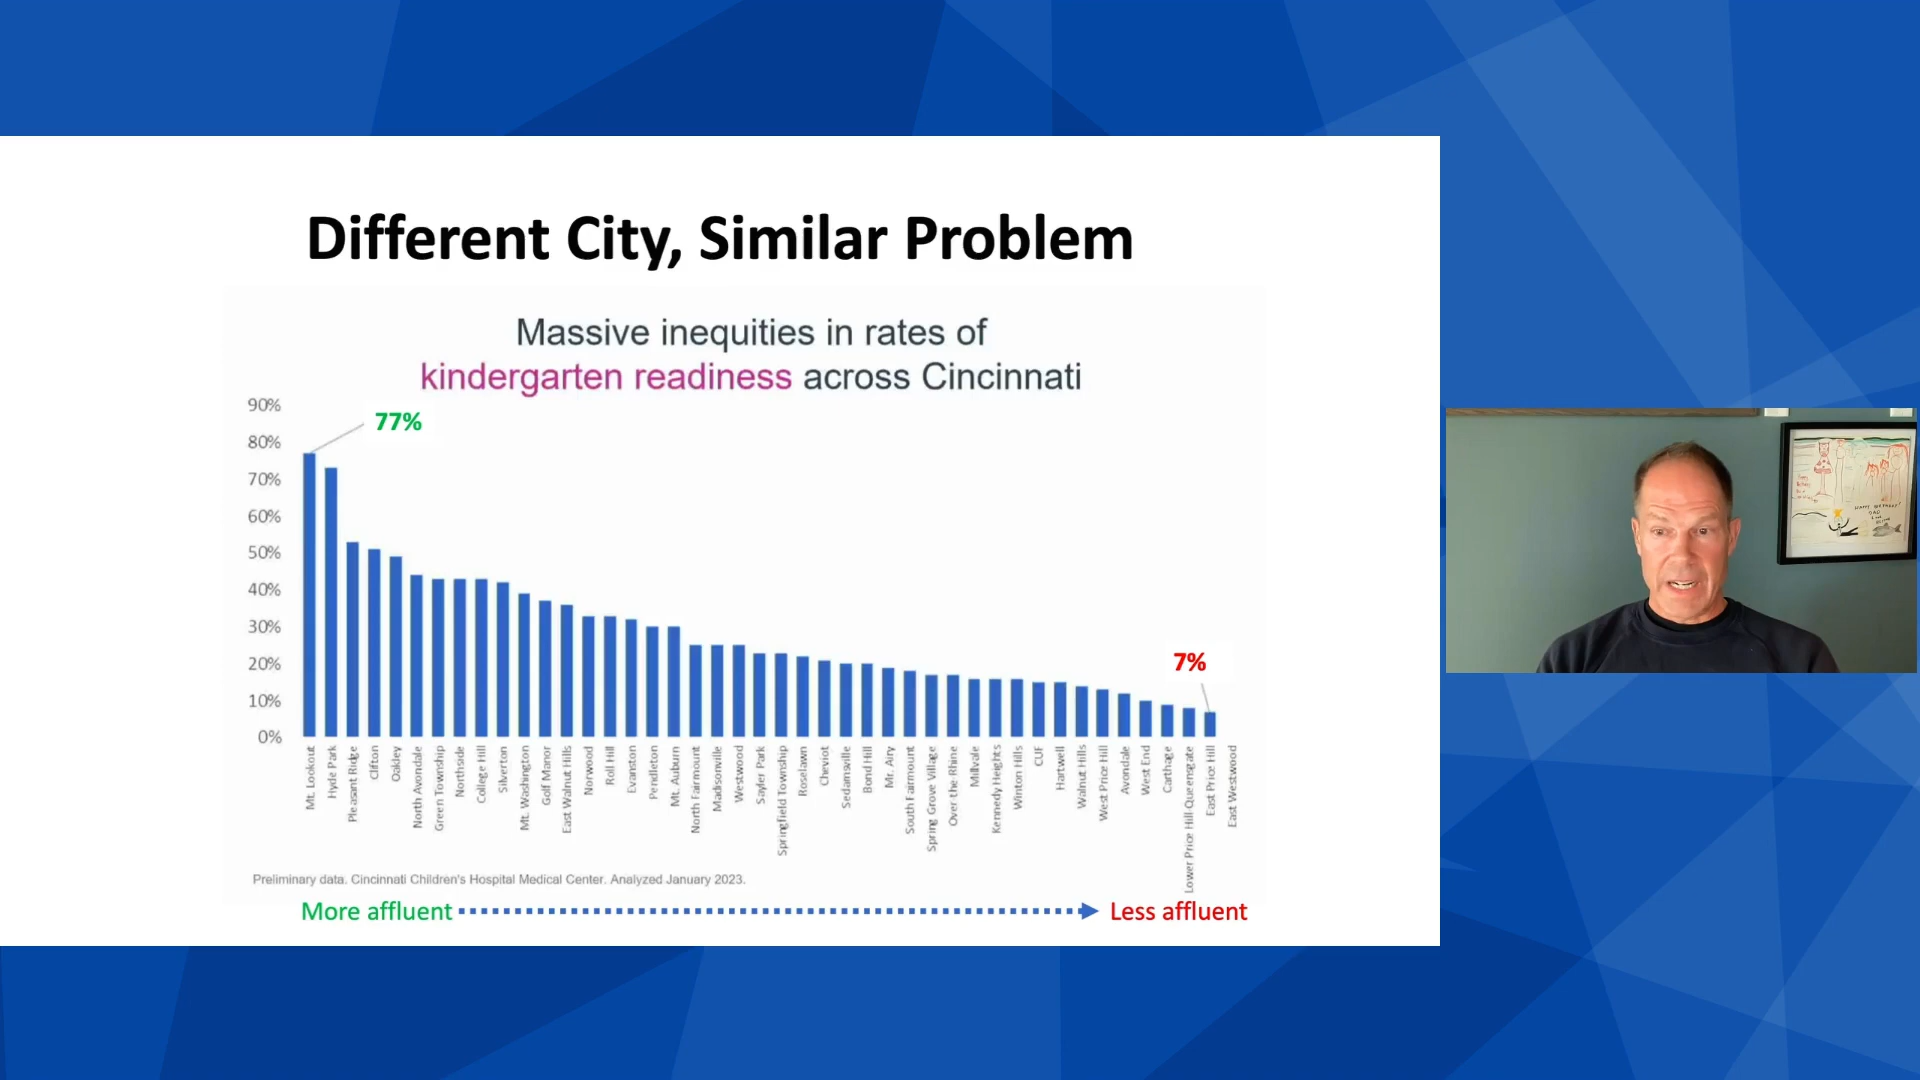 Different City, Similar Problem
Massive inequities in rates of
kindergarten readiness across Cincinnati
90%
80%
70%
60%
50%
40%
30%
20%
10%
0%
77%
7%
Mt. Lookout
Hyde Park
Pleasant Ridge
Clifton
Oakley
North Avondale
Green Township
Northside
College Hill
Silverton
Mt. Washington
Golf Manor
East Walnut Hills
Norwood
Roll Hill
Evanston
Pendleton
Mt. Auburn
North Fairmount
Madisonville
Westwood
Sayler Park
Springfield Township
Roselawn
Cheviot
Sedamsville
Bond Hill
Mr. Airy
South Fairmount
Spring Grove Village
Over-the-Rhine
Millvale
Kennedy Heights
Winton Hills
CUF
Hartwell
Walnut Hills
West Price Hill
Avondale
West End
Carthage
Lower Price Hill-Queensgate
East Price Hill
East Westwood
Preliminary data. Cincinnati Children's Hospital Medical Center. Analyzed January 2023.
More affluent
Less affluent
HAPPY BIRTHDAY
DAD